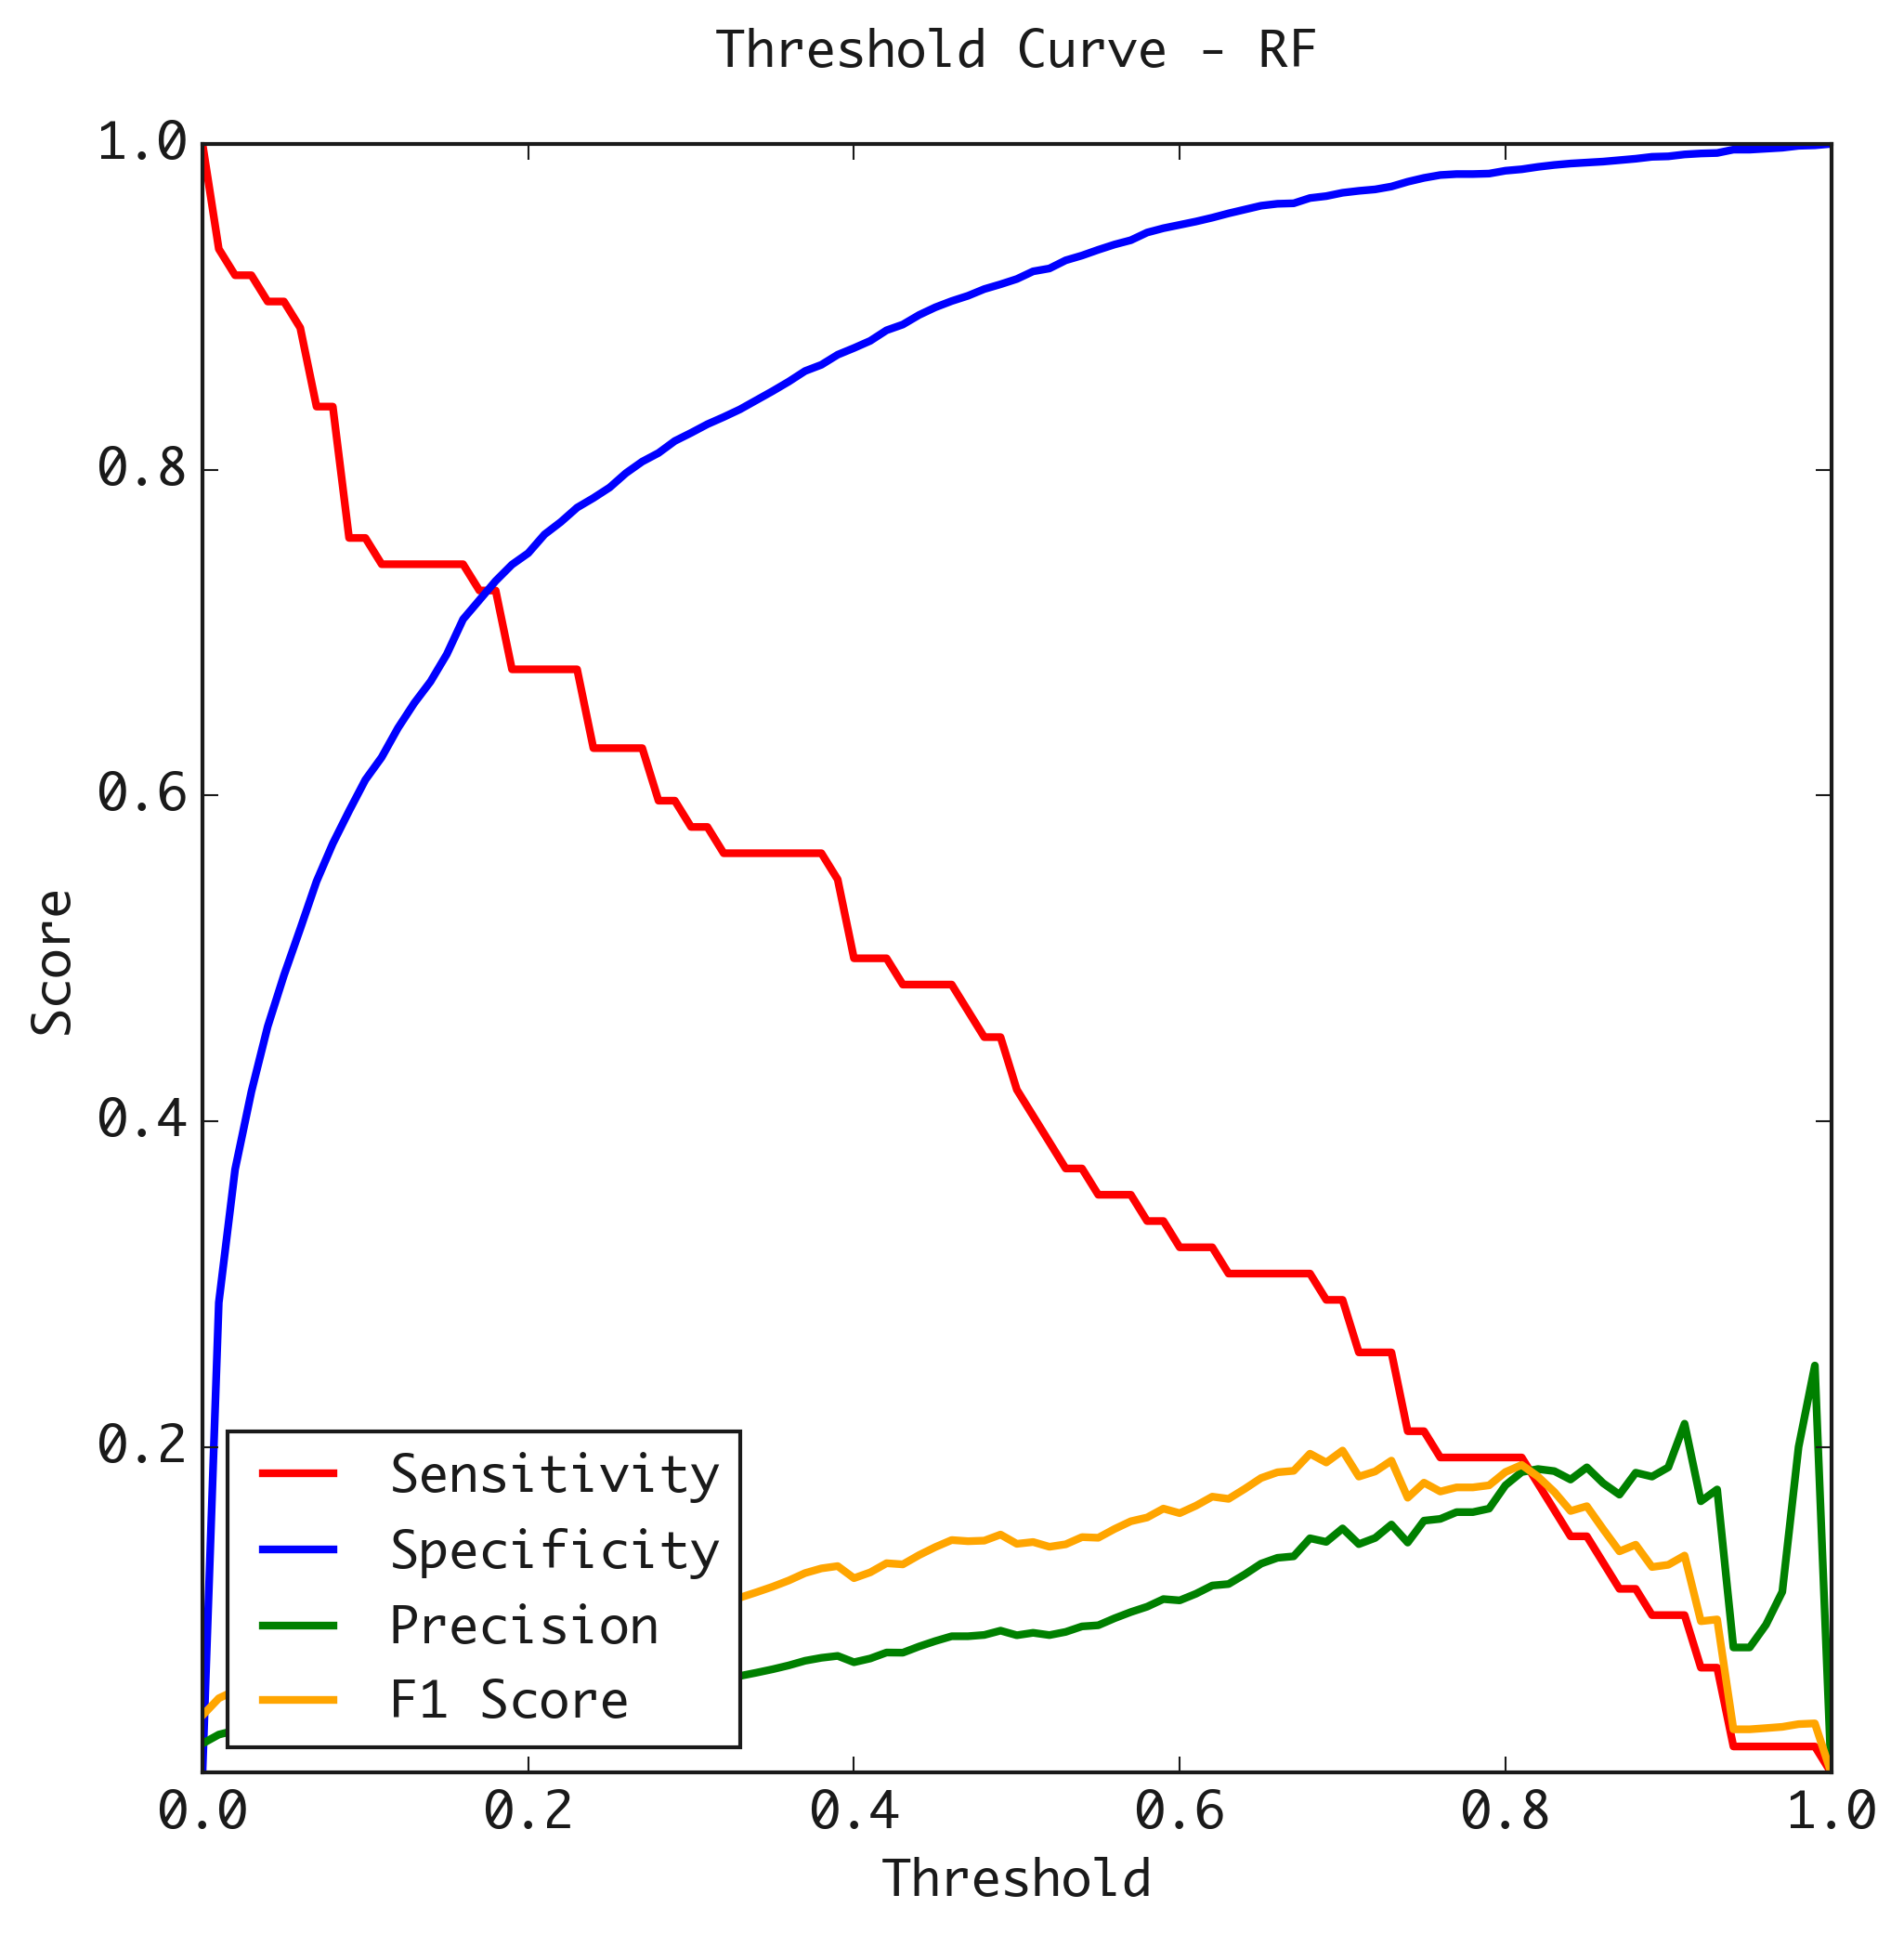 Threshold Curve - RF
1.0
0.8
0.6
0.4
0.2
Score
Sensitivity
Specificity
Precision
F1 Score
0.0 0.2 0.4 0.6 0.8 1.0
Threshold